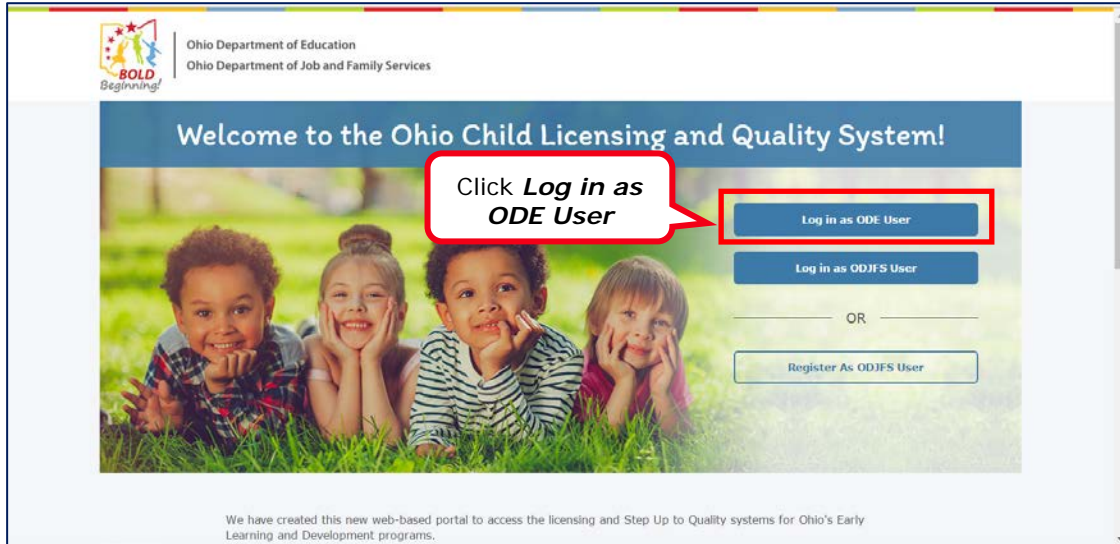 BOLD
Beginning!
Ohio Department of Education
Ohio Department of Job and Family Services
Welcome to the Ohio Child Licensing and Quality System!
Click Log in as
ODE User
Log in as ODE User
Log in as ODJFS User
OR
Register As ODJFS User
We have created this new web-based portal to access the licensing and Step Up to Quality systems for Ohio's Early
Learning and Development programs.